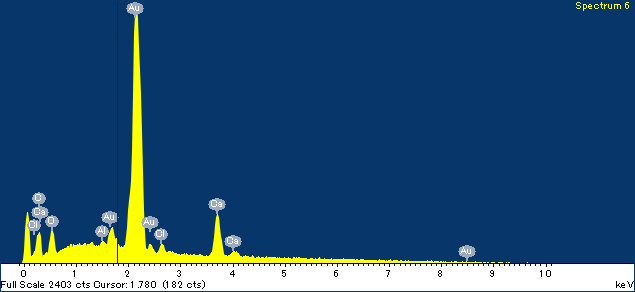 Spectrum 6
Au
C
Ca
Cl
O
Al
Au
Au
Cl
Ca
Ca
Au
0 1 2 3 4 5 6 7 8 9 10
Full Scale 2403 cts Cursor: 1.780 (182 cts) keV